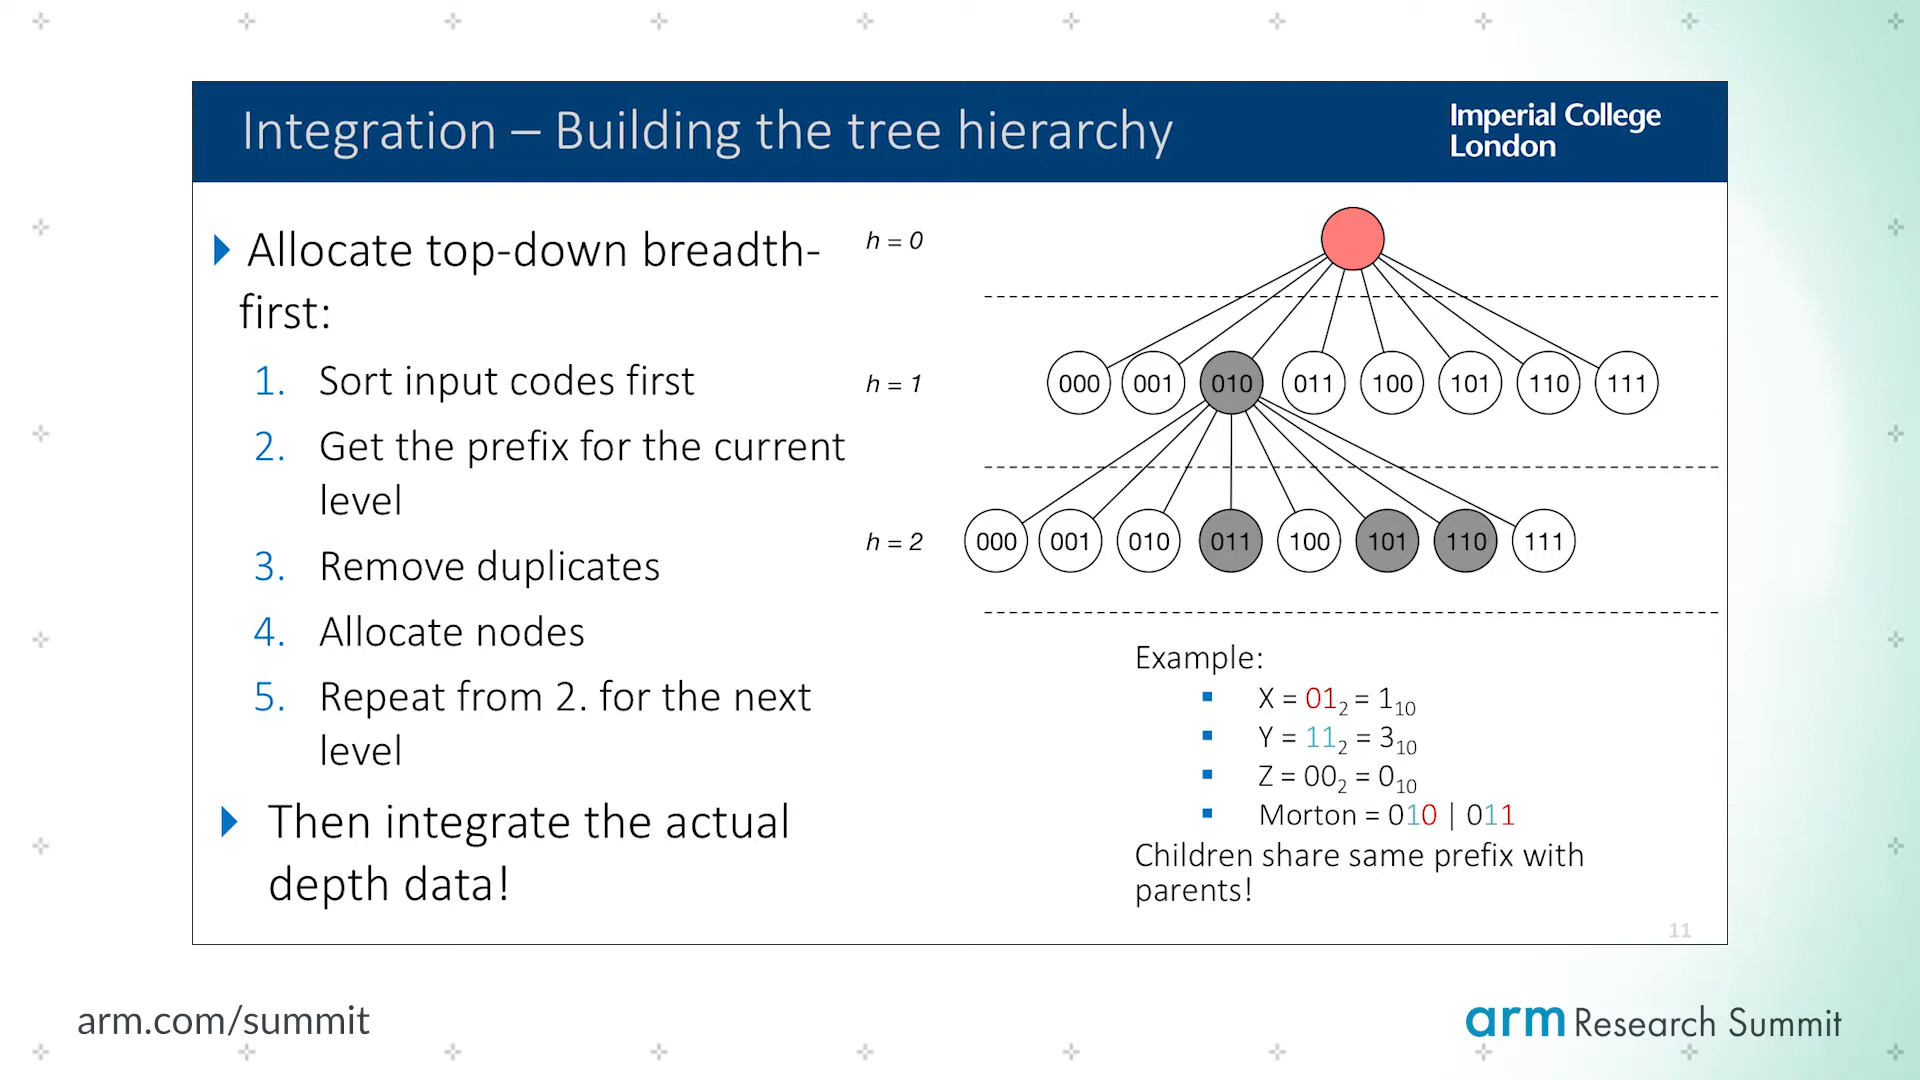 Integration – Building the tree hierarchy
Imperial College
London
Allocate top-down breadth-
first:
1. Sort input codes first
2. Get the prefix for the current
level
3. Remove duplicates
4. Allocate nodes
5. Repeat from 2. for the next
level
Then integrate the actual
depth data!
h = 0
h = 1
000 001 010 011 100 101 110 111
h = 2
000 001 010 011 100 101 110 111
Example:
X = 01₂ = 1₁₀
Y = 11₂ = 3₁₀
Z = 00₂ = 0₁₀
Morton = 010 | 011
Children share same prefix with
parents!
11
arm.com/summit
arm Research Summit